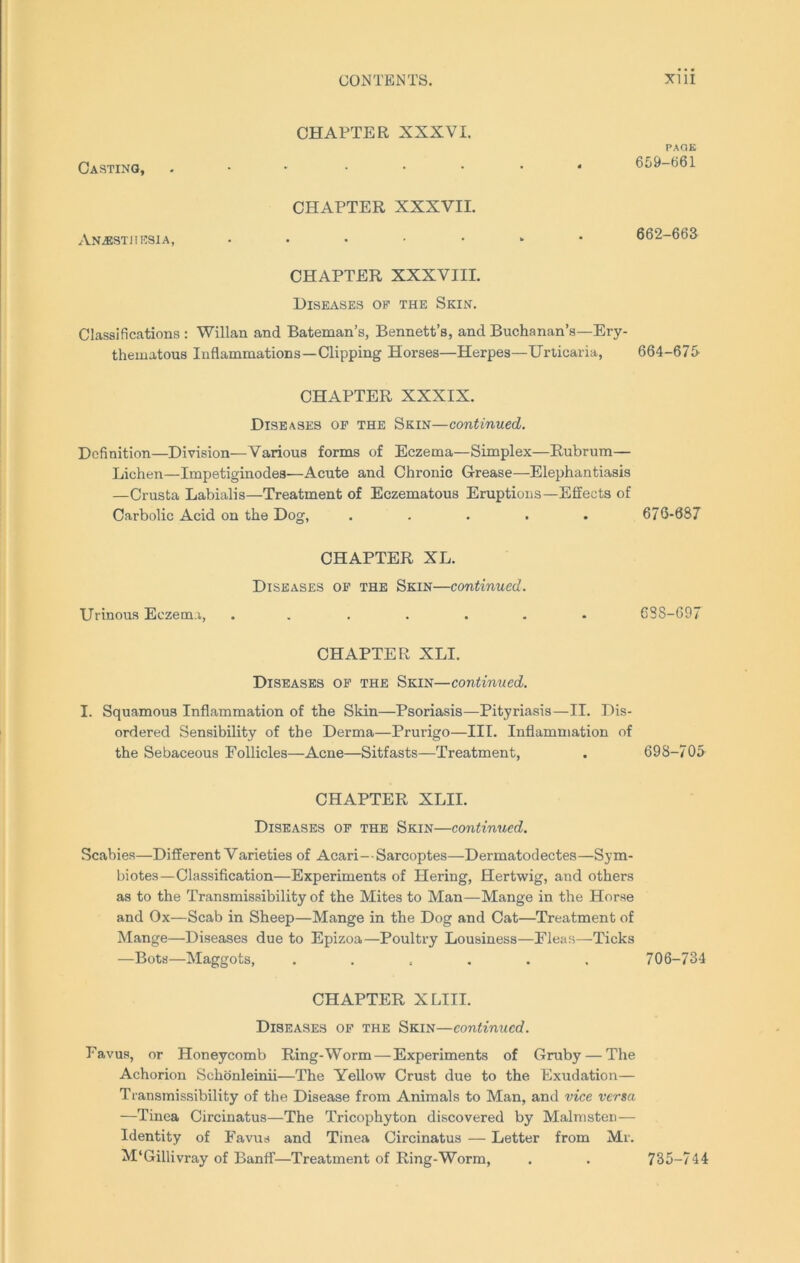 CONTENTS. xiii
CHAPTER XXXVI.
PAGE
CASTING, . . . . . . . . 659-661
CHAPTER XXXVII.
ANÆSTHESIA, . . . . . . . 662-663
CHAPTER XXXVIII.
DISEASES OF THE SKIN.
Classifications : Willan and Bateman's, Bennett's, and Buchanan's—Ery-
thematous Inflammations—Clipping Horses—Herpes—Urticaria, 664-675
CHAPTER XXXIX.
DISEASES OF THE SKIN—continued.
Definition—Division—Various forms of Eczema—Simplex—Rubrum—
Lichen—Impetiginodes—Acute and Chronic Grease—Elephantiasis
—Crusta Labialis—Treatment of Eczematous Eruptions—Effects of
Carbolic Acid on the Dog, . . . . . 676-687
CHAPTER XL.
DISEASES OF THE SKIN—continued.
Urinous Eczema, . . . . . . . 688-697
CHAPTER XLI.
DISEASES OF THE SKIN—continued.
I. Squamous Inflammation of the Skin—Psoriasis—Pityriasis—II. Dis-
ordered Sensibility of the Derma—Prurigo—III. Inflammation of
the Sebaceous Follicles—Acne—Sitfasts—Treatment, . 698-705
CHAPTER XLII.
DISEASES OF THE SKIN—continued.
Scabies—Different Varieties of Acari—Sarcoptes—Dermatodectes—Sym-
biotes—Classification—Experiments of Hering, Hertwig, and others
as to the Transmissibility of the Mites to Man—Mange in the Horse
and Ox—Scab in Sheep—Mange in the Dog and Cat—Treatment of
Mange—Diseases due to Epizoa—Poultry Lousiness—Fleas—Ticks
—Bots—Maggots, . . . . . . 706-734
CHAPTER XLIII.
DISEASES OF THE SKIN—continued.
Favus, or Honeycomb Ring-Worm—Experiments of Gruby—The
Achorion Schönleinii—The Yellow Crust due to the Exudation—
Transmissibility of the Disease from Animals to Man, and vice versa
—Tinea Circinatus—The Tricophyton discovered by Malmsten—
Identity of Favus and Tinea Circinatus — Letter from Mr.
M'Gillivray of Banff—Treatment of Ring-Worm, . . 735-744